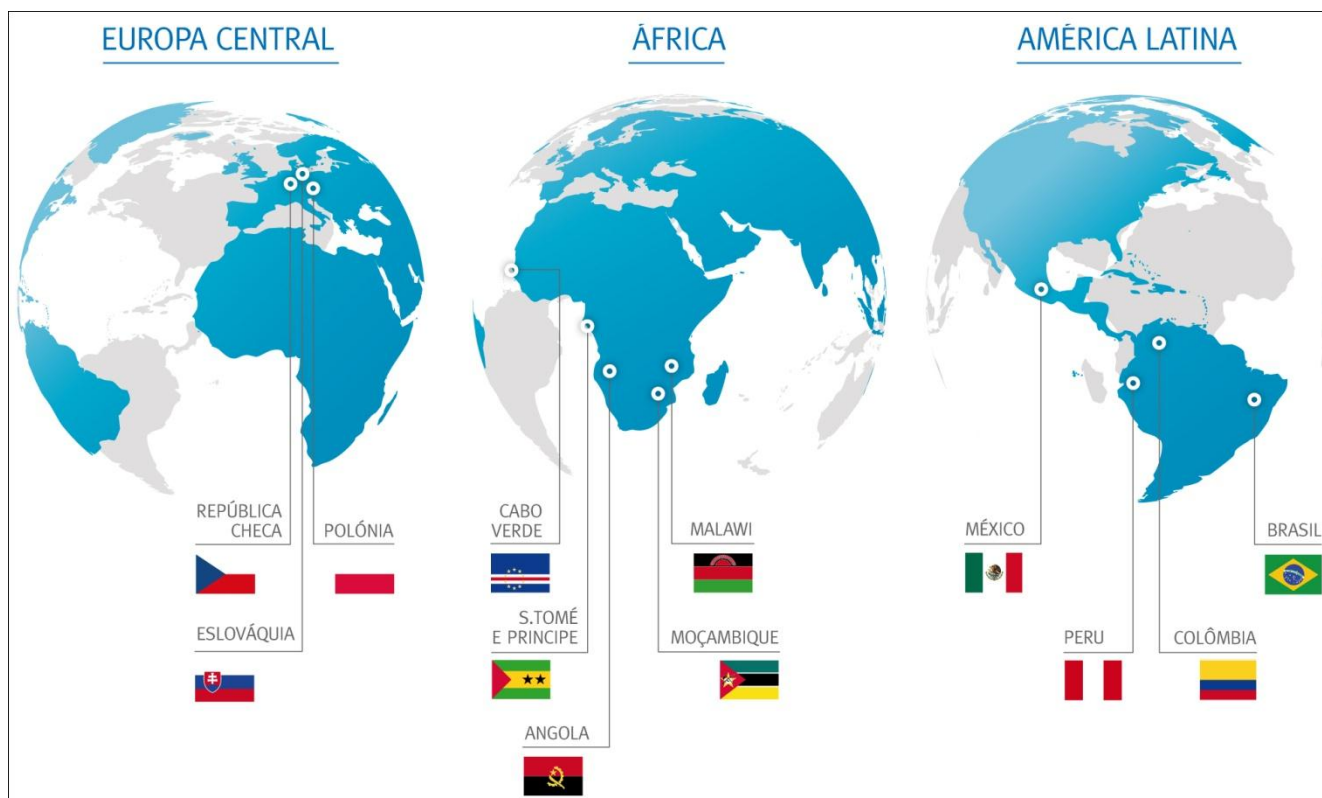 EUROPA CENTRAL
REPÚBLICA
CHECA
POLÓNIA
ESLOVÁQUIA
ÁFRICA
CABO
VERDE
MALAWI
S.TOMÉ
E PRINCIPE
MOÇAMBIQUE
ANGOLA
AMÉRICA LATINA
MÉXICO
BRASIL
PERU
COLÔMBIA